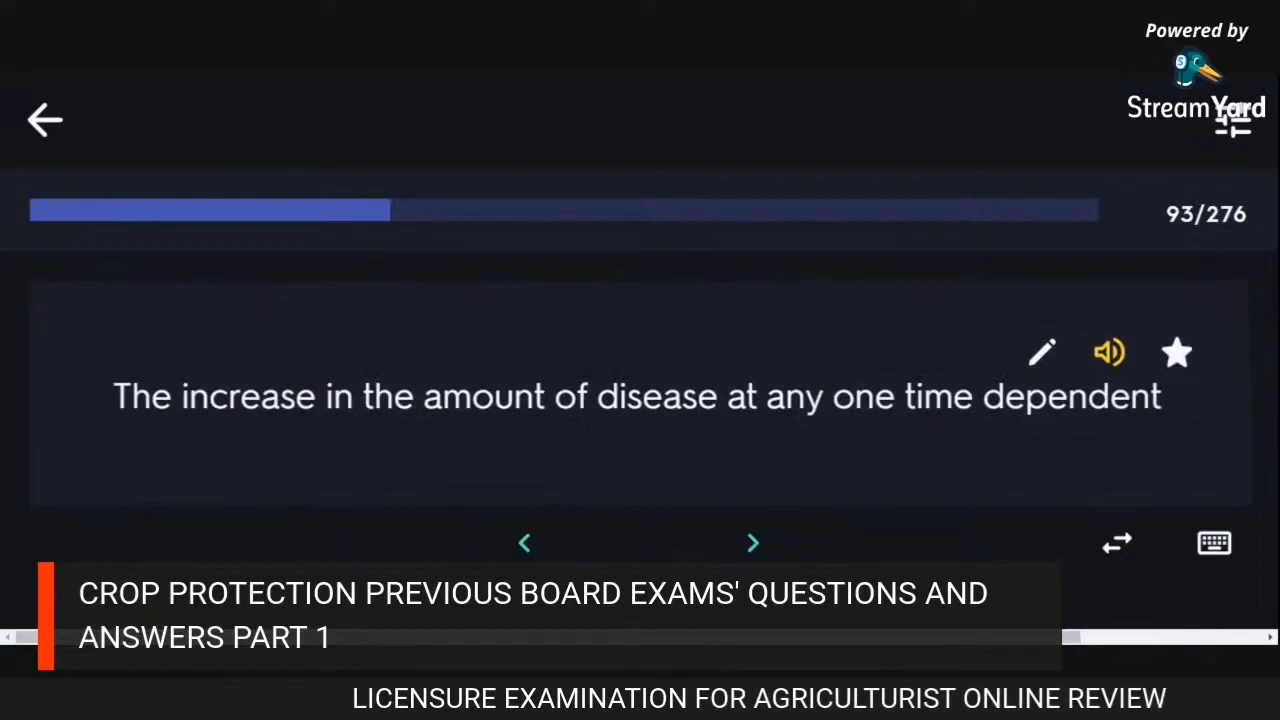 Powered by
StreamYard
93/276
The increase in the amount of disease at any one time dependent
CROP PROTECTION PREVIOUS BOARD EXAMS' QUESTIONS AND
ANSWERS PART 1
LICENSURE EXAMINATION FOR AGRICULTURIST ONLINE REVIEW